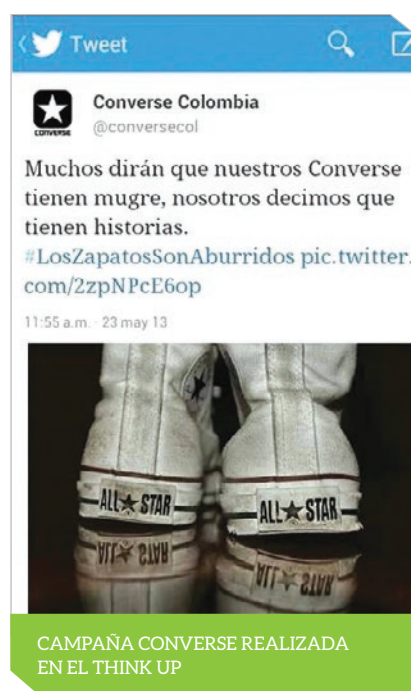 Tweet
CONVERSE
Converse Colombia
@conversecol
Muchos dirán que nuestros Converse
tienen mugre, nosotros decimos que
tienen historias.
#LosZapatosSonAburridos pic.twitter.
com/2zpNPcE6op
11:55 a.m. · 23 may 13
ALL★STAR
ALL★STAR
CAMPAÑA CONVERSE REALIZADA
EN EL THINK UP